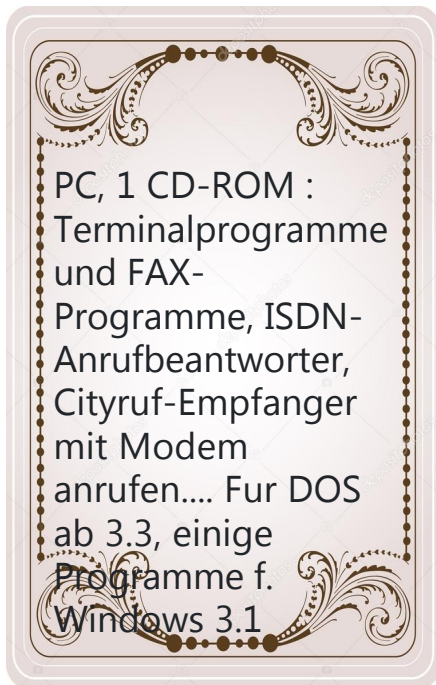 PC, 1 CD-ROM :
Terminalprogramme
und FAX-
Programme, ISDN-
Anrufbeantworter,
Cityruf-Empfanger
mit Modem
anrufen.... Fur DOS
ab 3.3, einige
Programme f.
Windows 3.1